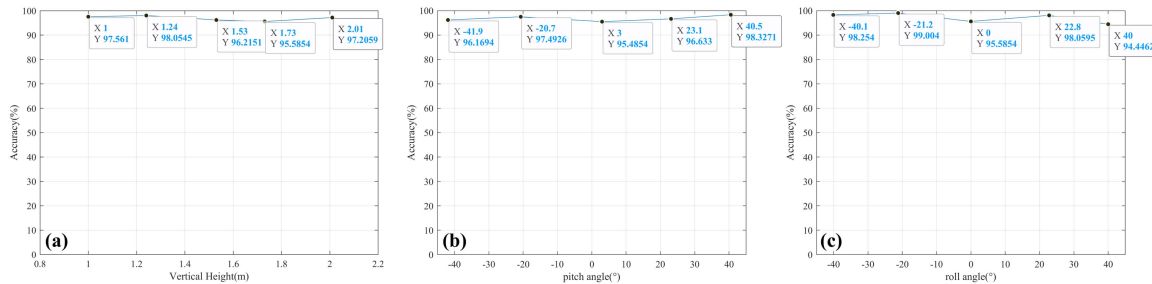 100
90
80
70
60
50
40
30
20
10
0
Accuracy(%)
X 1
Y 97.561
X 1.24
Y 98.0545
X 1.53
Y 96.2151
X 1.73
Y 95.5854
X 2.01
Y 97.2059
(a)
0.8 1 1.2 1.4 1.6 1.8 2 2.2
Vertical Height(m)
100
90
80
70
60
50
40
30
20
10
0
Accuracy(%)
X -41.9
Y 96.1694
X -20.7
Y 97.4926
X 3
Y 95.4854
X 23.1
Y 96.633
X 40.5
Y 98.3271
(b)
-40 -30 -20 -10 0 10 20 30 40
pitch angle(°)
100
90
80
70
60
50
40
30
20
10
0
Accuracy(%)
X -40.1
Y 98.254
X -21.2
Y 99.004
X 0
Y 95.5854
X 22.8
Y 98.0595
X 40
Y 94.4462
(c)
-40 -30 -20 -10 0 10 20 30 40
roll angle(°)